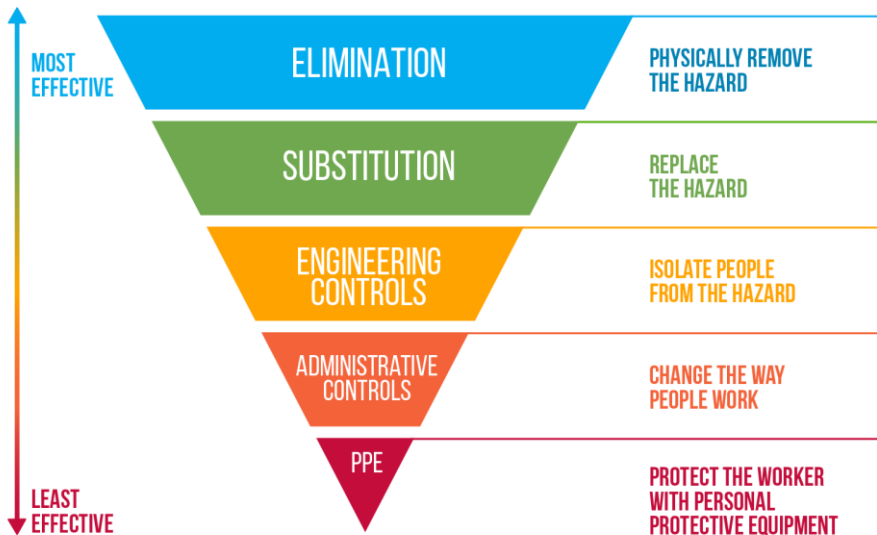 MOST
EFFECTIVE
ELIMINATION
PHYSICALLY REMOVE
THE HAZARD
SUBSTITUTION
REPLACE
THE HAZARD
ENGINEERING
CONTROLS
ISOLATE PEOPLE
FROM THE HAZARD
ADMINISTRATIVE
CONTROLS
CHANGE THE WAY
PEOPLE WORK
PPE
PROTECT THE WORKER
WITH PERSONAL
PROTECTIVE EQUIPMENT
LEAST
EFFECTIVE